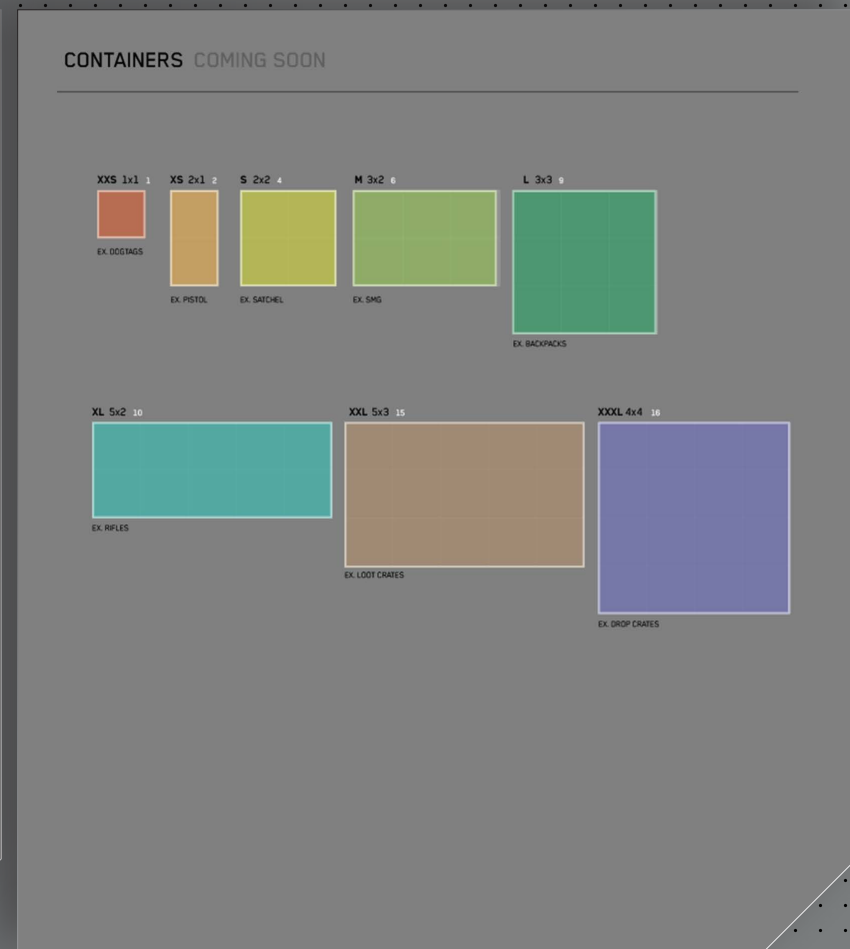 CONTAINERS COMING SOON
XXS 1x1 1
XS 2x1 2
S 2x2 4
M 3x2 6
L 3x3 9
EX. DOGTAGS
EX. PISTOL
EX. SATCHEL
EX. SMG
EX. BACKPACKS
XL 5x2 10
XXL 5x3 15
XXXL 4x4 16
EX. RIFLES
EX. LOOT CRATES
EX. DROP CRATES